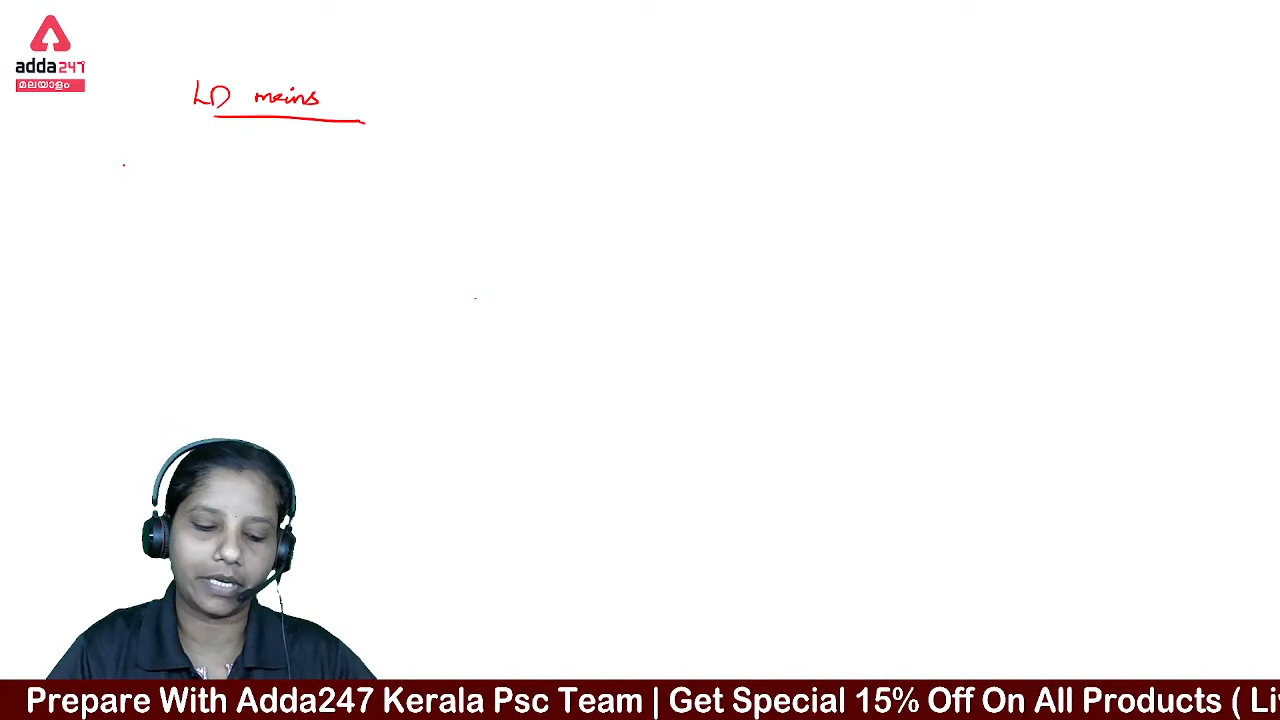 adda247
മലയാളം
LD mains
Prepare With Adda247 Kerala Psc Team | Get Special 15% Off On All Products ( Li